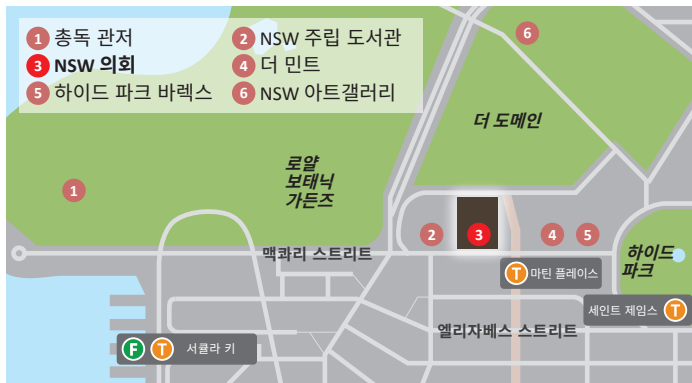 1 총독 관저
2 NSW 주립 도서관
3 NSW 의회
4 더 민트
5 하이드 파크 바렉스
6 NSW 아트갤러리
6
더 도메인
로얄
보태닉
가든즈
1
2
3
4
5
맥콰리 스트리트
하이드
파크
T 마틴 플레이스
세인트 제임스 T
엘리자베스 스트리트
F T 서큘라 키